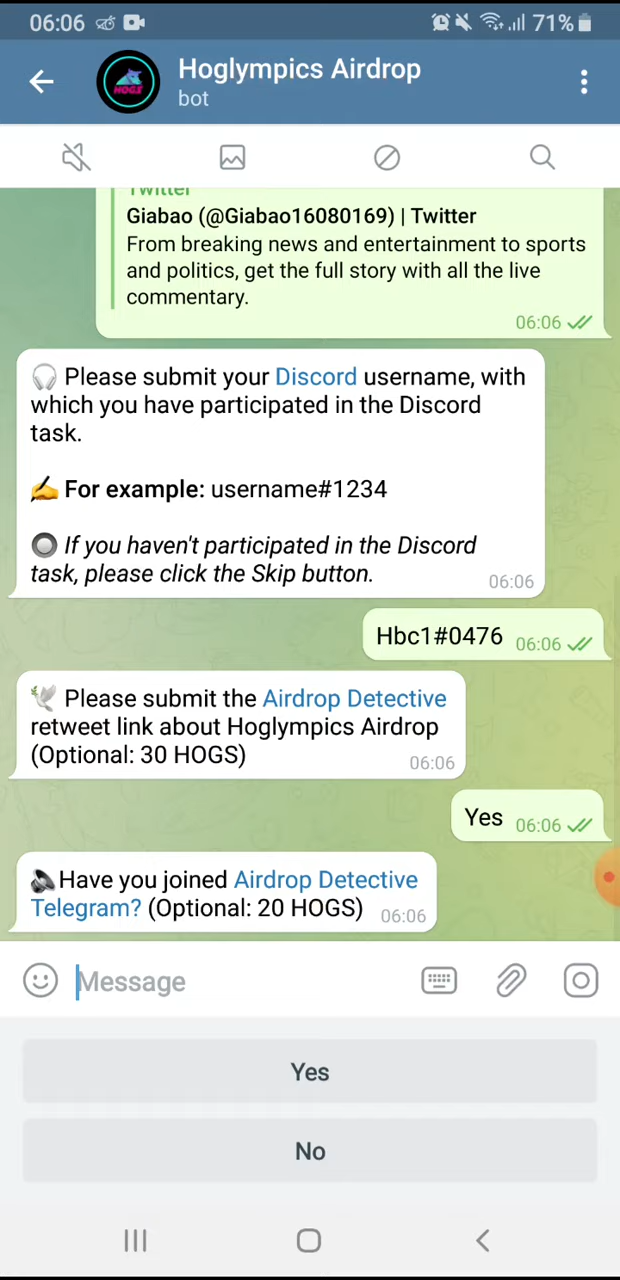 06:06
71%
Hoglympics Airdrop
bot
HOGS
Twitter
Giabao (@Giabao16080169) | Twitter
From breaking news and entertainment to sports
and politics, get the full story with all the live
commentary.
06:06
🎧 Please submit your Discord username, with
which you have participated in the Discord
task.
✍️ For example: username#1234
🔘 If you haven't participated in the Discord
task, please click the Skip button.
06:06
Hbc1#0476
06:06
🕊 Please submit the Airdrop Detective
retweet link about Hoglympics Airdrop
(Optional: 30 HOGS)
06:06
Yes
06:06
🔊Have you joined Airdrop Detective
Telegram? (Optional: 20 HOGS)
06:06
Message
Yes
No